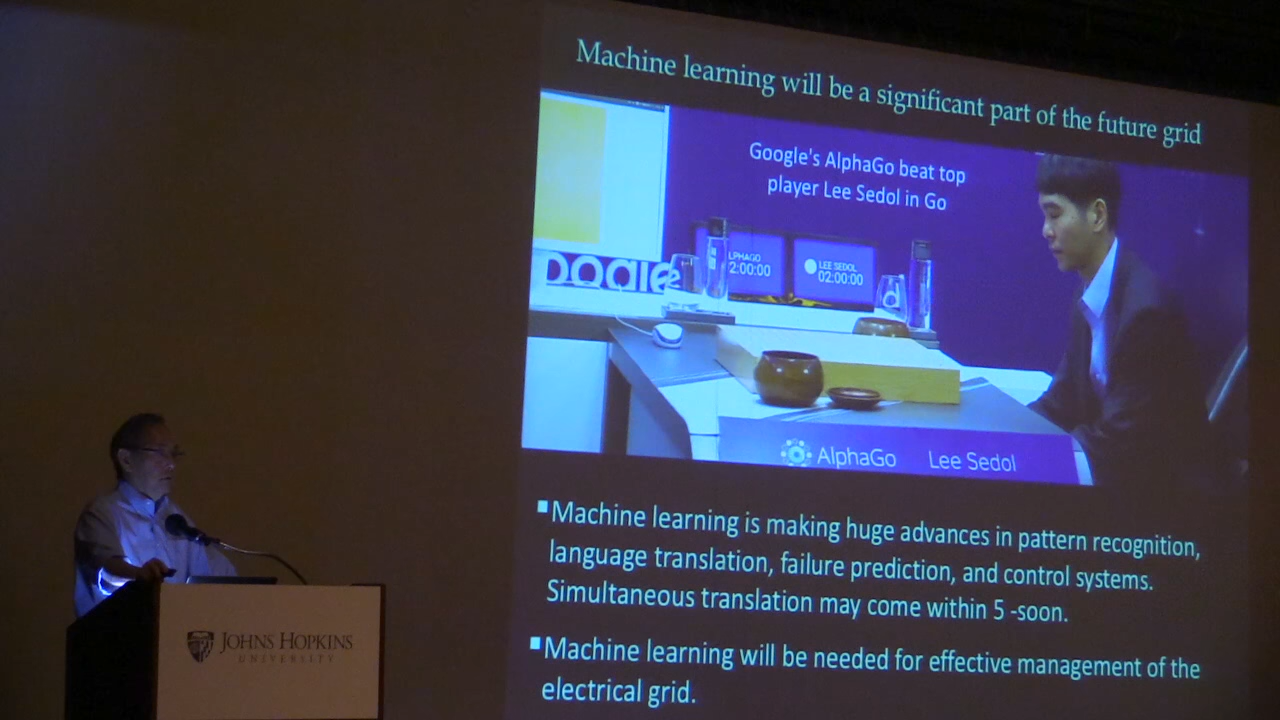 Machine learning will be a significant part of the future grid
Google's AlphaGo beat top
player Lee Sedol in Go
LPHAGO
2:00:00
LEE SEDOL
02:00:00
oogle
AlphaGo
Lee Sedol
▪Machine learning is making huge advances in pattern recognition,
language translation, failure prediction, and control systems.
Simultaneous translation may come within 5 -soon.
▪Machine learning will be needed for effective management of the
electrical grid.
JOHNS HOPKINS
UNIVERSITY